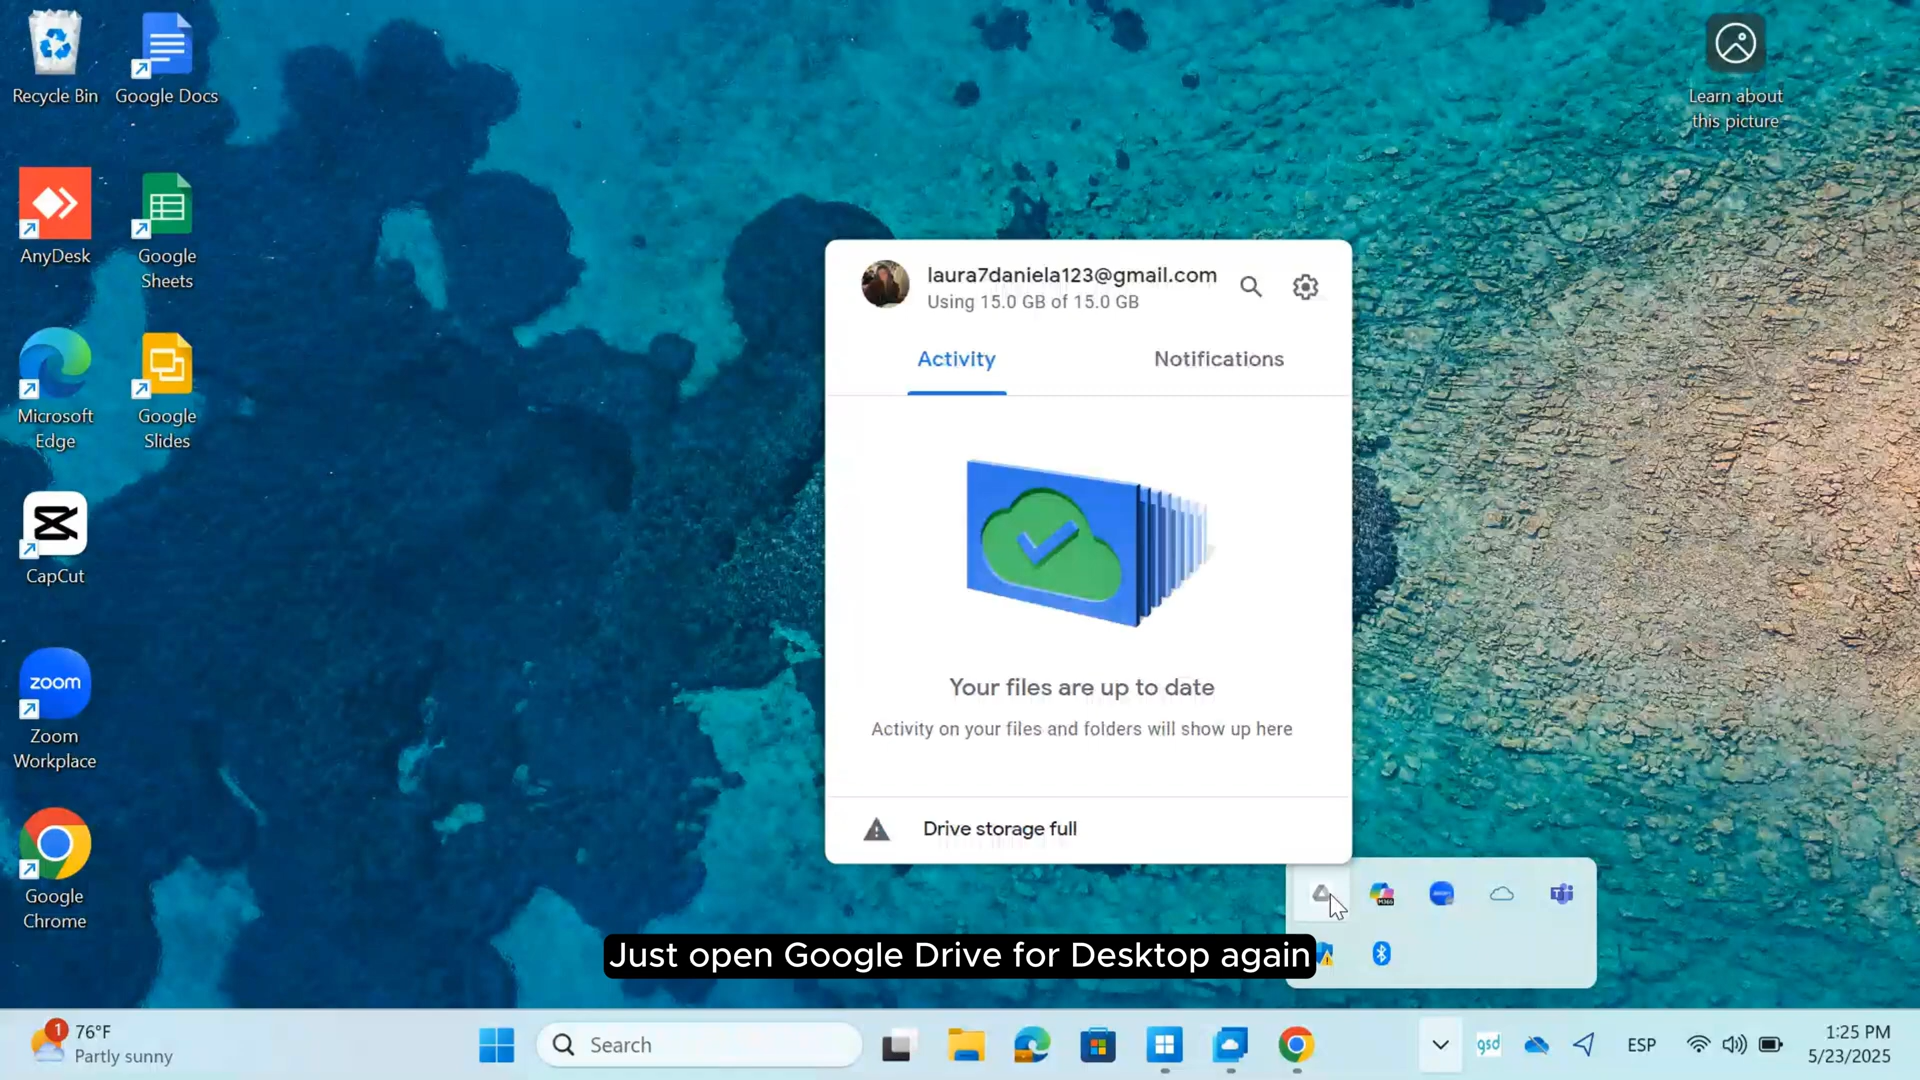 Recycle Bin
Google Docs
Learn about
this picture
AnyDesk
Google
Sheets
Microsoft
Edge
Google
Slides
CapCut
zoom
Zoom
Workplace
Google
Chrome
laura7daniela123@gmail.com
Using 15.0 GB of 15.0 GB
Activity
Notifications
Your files are up to date
Activity on your files and folders will show up here
Drive storage full
Just open Google Drive for Desktop again
1
76°F
Partly sunny
Search
gsd
ESP
1:25 PM
5/23/2025